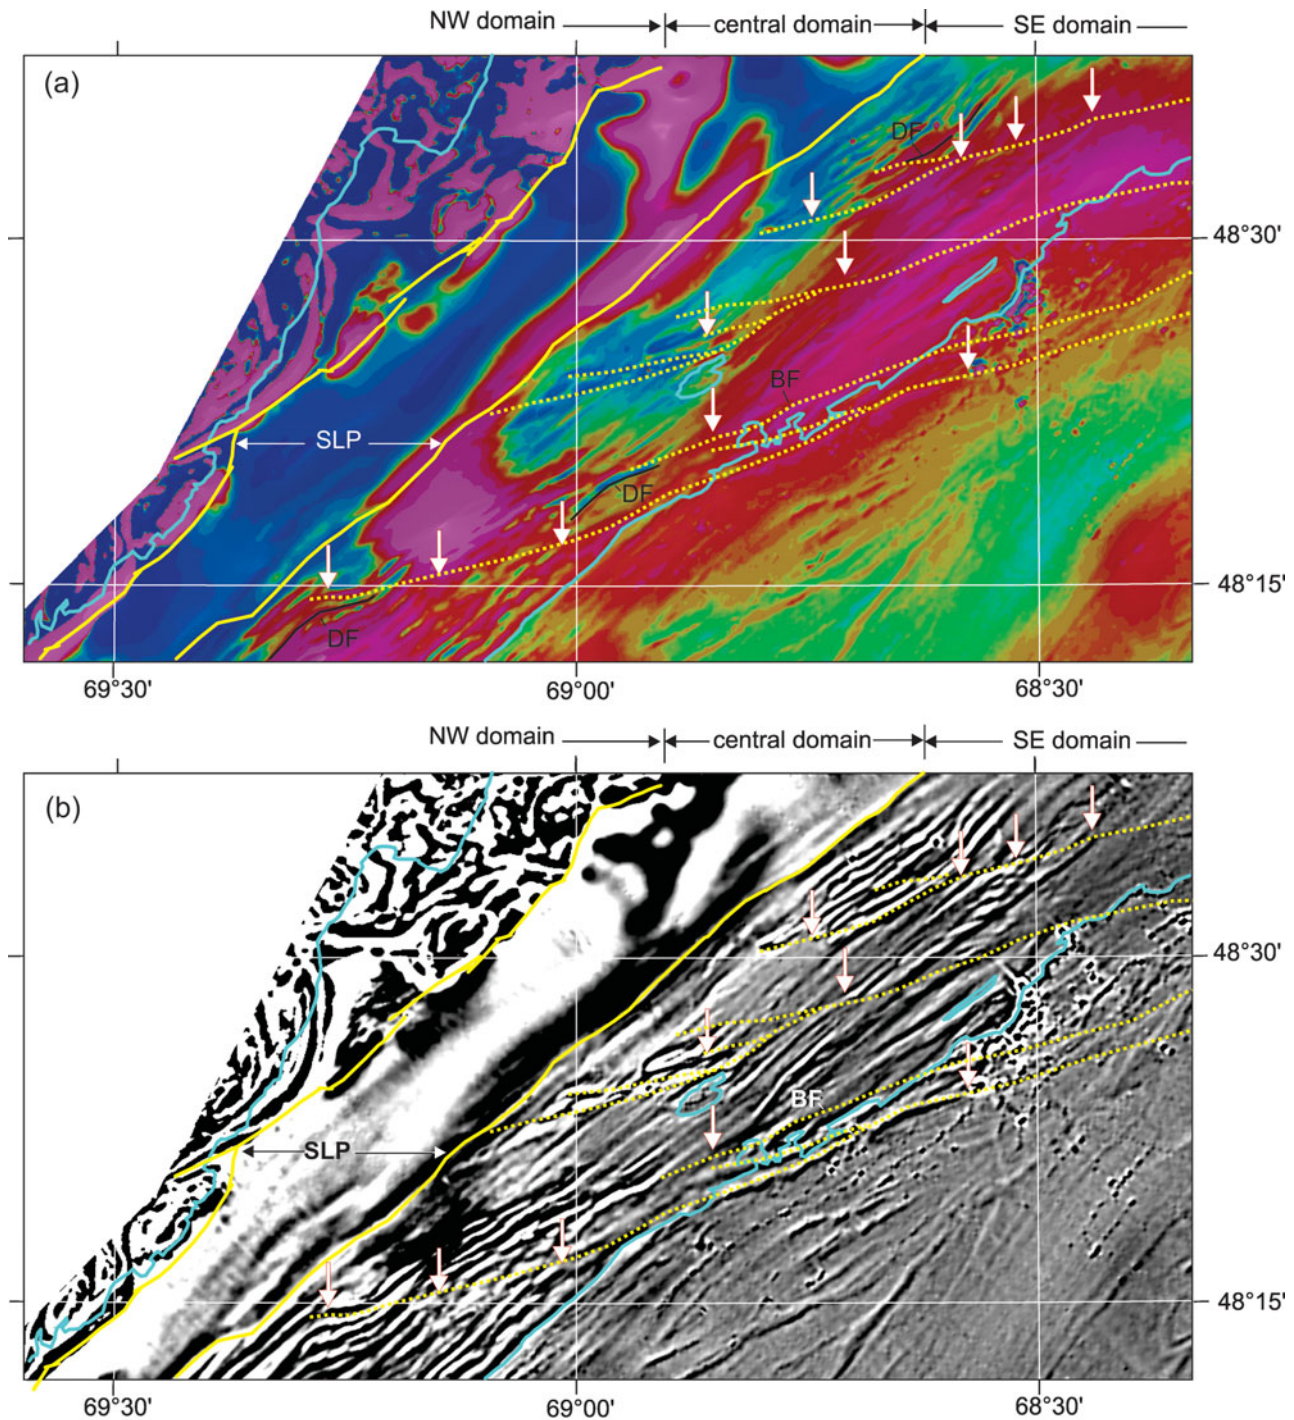 NW domain central domain SE domain
(a)
DF
48°30'
BF
SLP
DF
48°15'
DF
69°30' 69°00' 68°30'
NW domain central domain SE domain
(b)
48°30'
BF
SLP
48°15'
69°30' 69°00' 68°30'